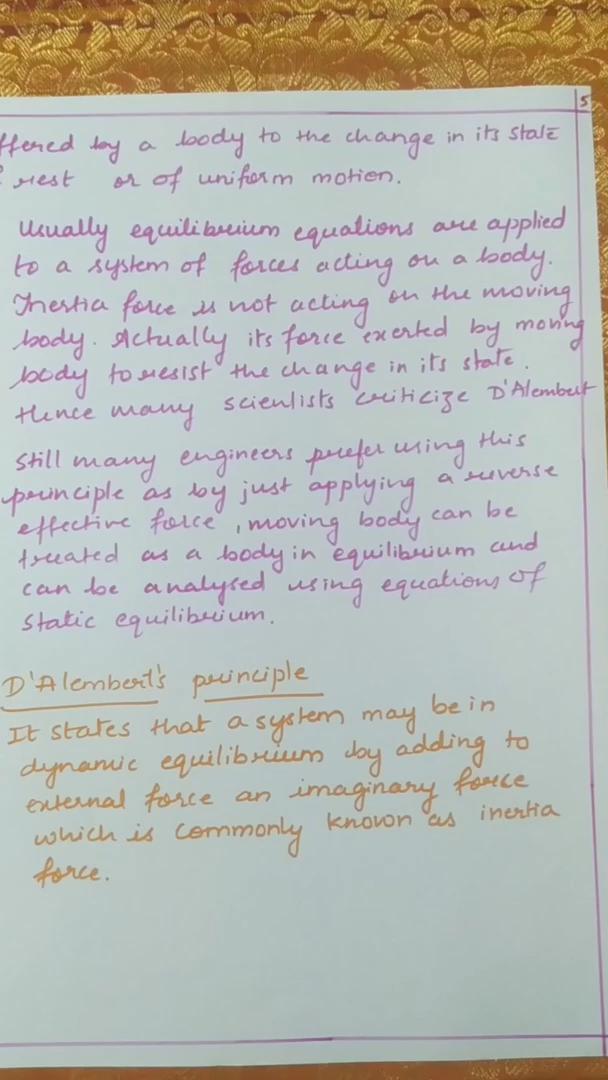 5
ffered by a body to the change in its state
rest or of uniform motion.
Usually equilibrium equations are applied
to a system of forces acting on a body.
Inertia force is not acting on the moving
body. Actually its force exerted by moving
body to resist the change in its state.
Hence many scientists criticize D'Alembert
Still many engineers prefer using this
principle as by just applying a reverse
effective force, moving body can be
treated as a body in equilibrium and
can be analysed using equations of
static equilibrium.
D'Alembert's principle
It states that a system may be in
dynamic equilibrium by adding to
external force an imaginary force
which is commonly known as inertia
force.